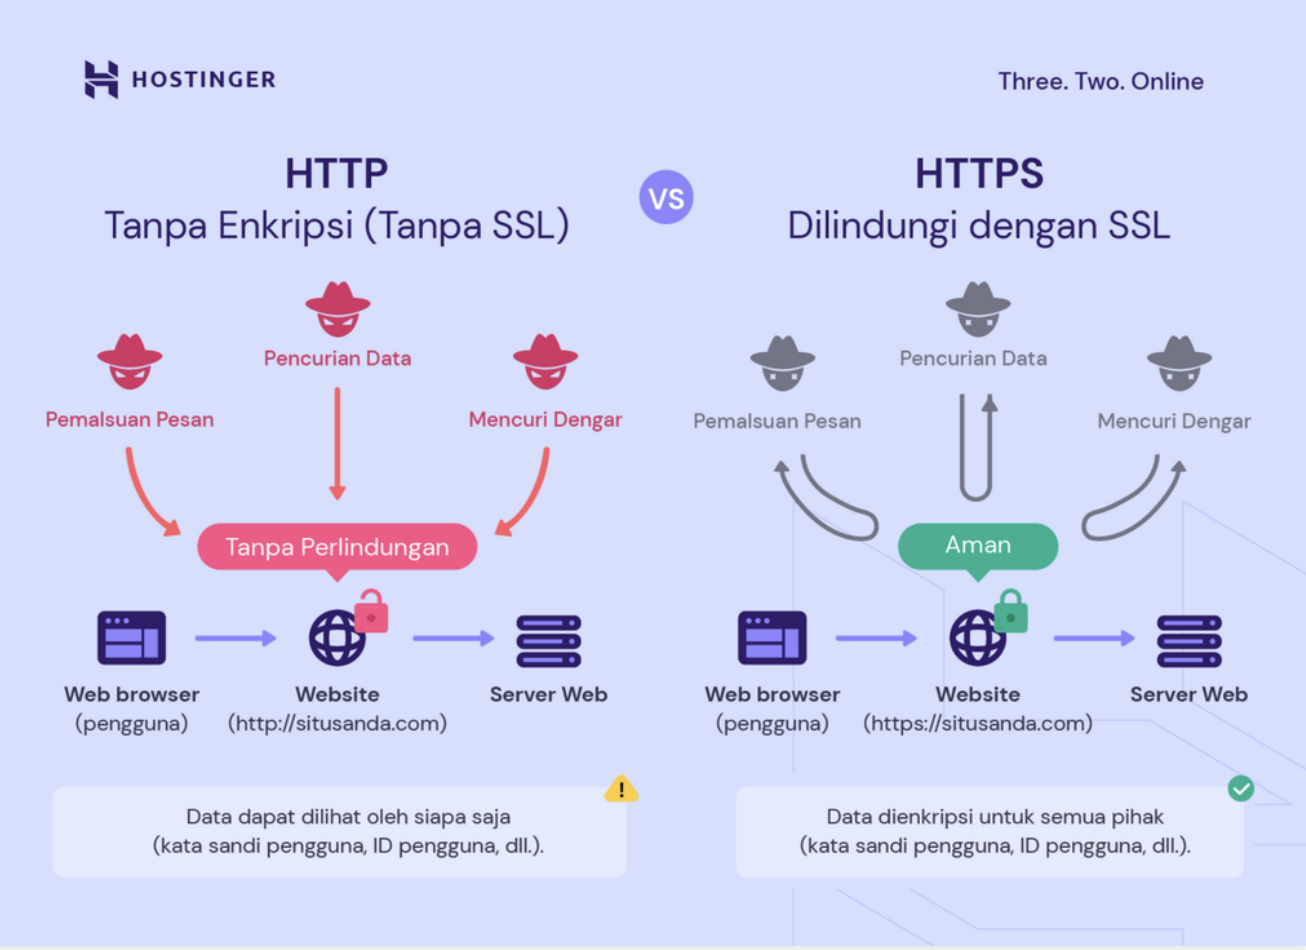 HOSTINGER
Three. Two. Online
HTTP
Tanpa Enkripsi (Tanpa SSL)
VS
HTTPS
Dilindungi dengan SSL
Pencurian Data
Pemalsuan Pesan
Mencuri Dengar
Tanpa Perlindungan
Web browser
(pengguna)
Website
(http://situsanda.com)
Server Web
Data dapat dilihat oleh siapa saja
(kata sandi pengguna, ID pengguna, dll.).
Pencurian Data
Pemalsuan Pesan
Mencuri Dengar
Aman
Web browser
(pengguna)
Website
(https://situsanda.com)
Server Web
Data dienkripsi untuk semua pihak
(kata sandi pengguna, ID pengguna, dll.).